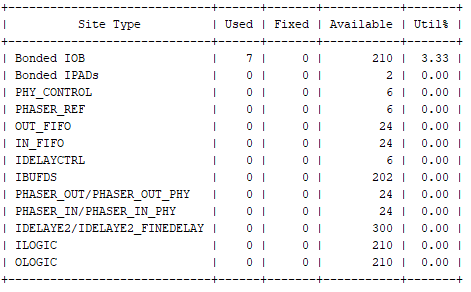 +-----------------------------+------+-------+-----------+-------+
| Site Type | Used | Fixed | Available | Util% |
+-----------------------------+------+-------+-----------+-------+
| Bonded IOB | 7 | 0 | 210 | 3.33 |
| Bonded IPADs | 0 | 0 | 2 | 0.00 |
| PHY_CONTROL | 0 | 0 | 6 | 0.00 |
| PHASER_REF | 0 | 0 | 6 | 0.00 |
| OUT_FIFO | 0 | 0 | 24 | 0.00 |
| IN_FIFO | 0 | 0 | 24 | 0.00 |
| IDELAYCTRL | 0 | 0 | 6 | 0.00 |
| IBUFDS | 0 | 0 | 202 | 0.00 |
| PHASER_OUT/PHASER_OUT_PHY | 0 | 0 | 24 | 0.00 |
| PHASER_IN/PHASER_IN_PHY | 0 | 0 | 24 | 0.00 |
| IDELAYE2/IDELAYE2_FINEDELAY | 0 | 0 | 300 | 0.00 |
| ILOGIC | 0 | 0 | 210 | 0.00 |
| OLOGIC | 0 | 0 | 210 | 0.00 |
+-----------------------------+------+-------+-----------+-------+